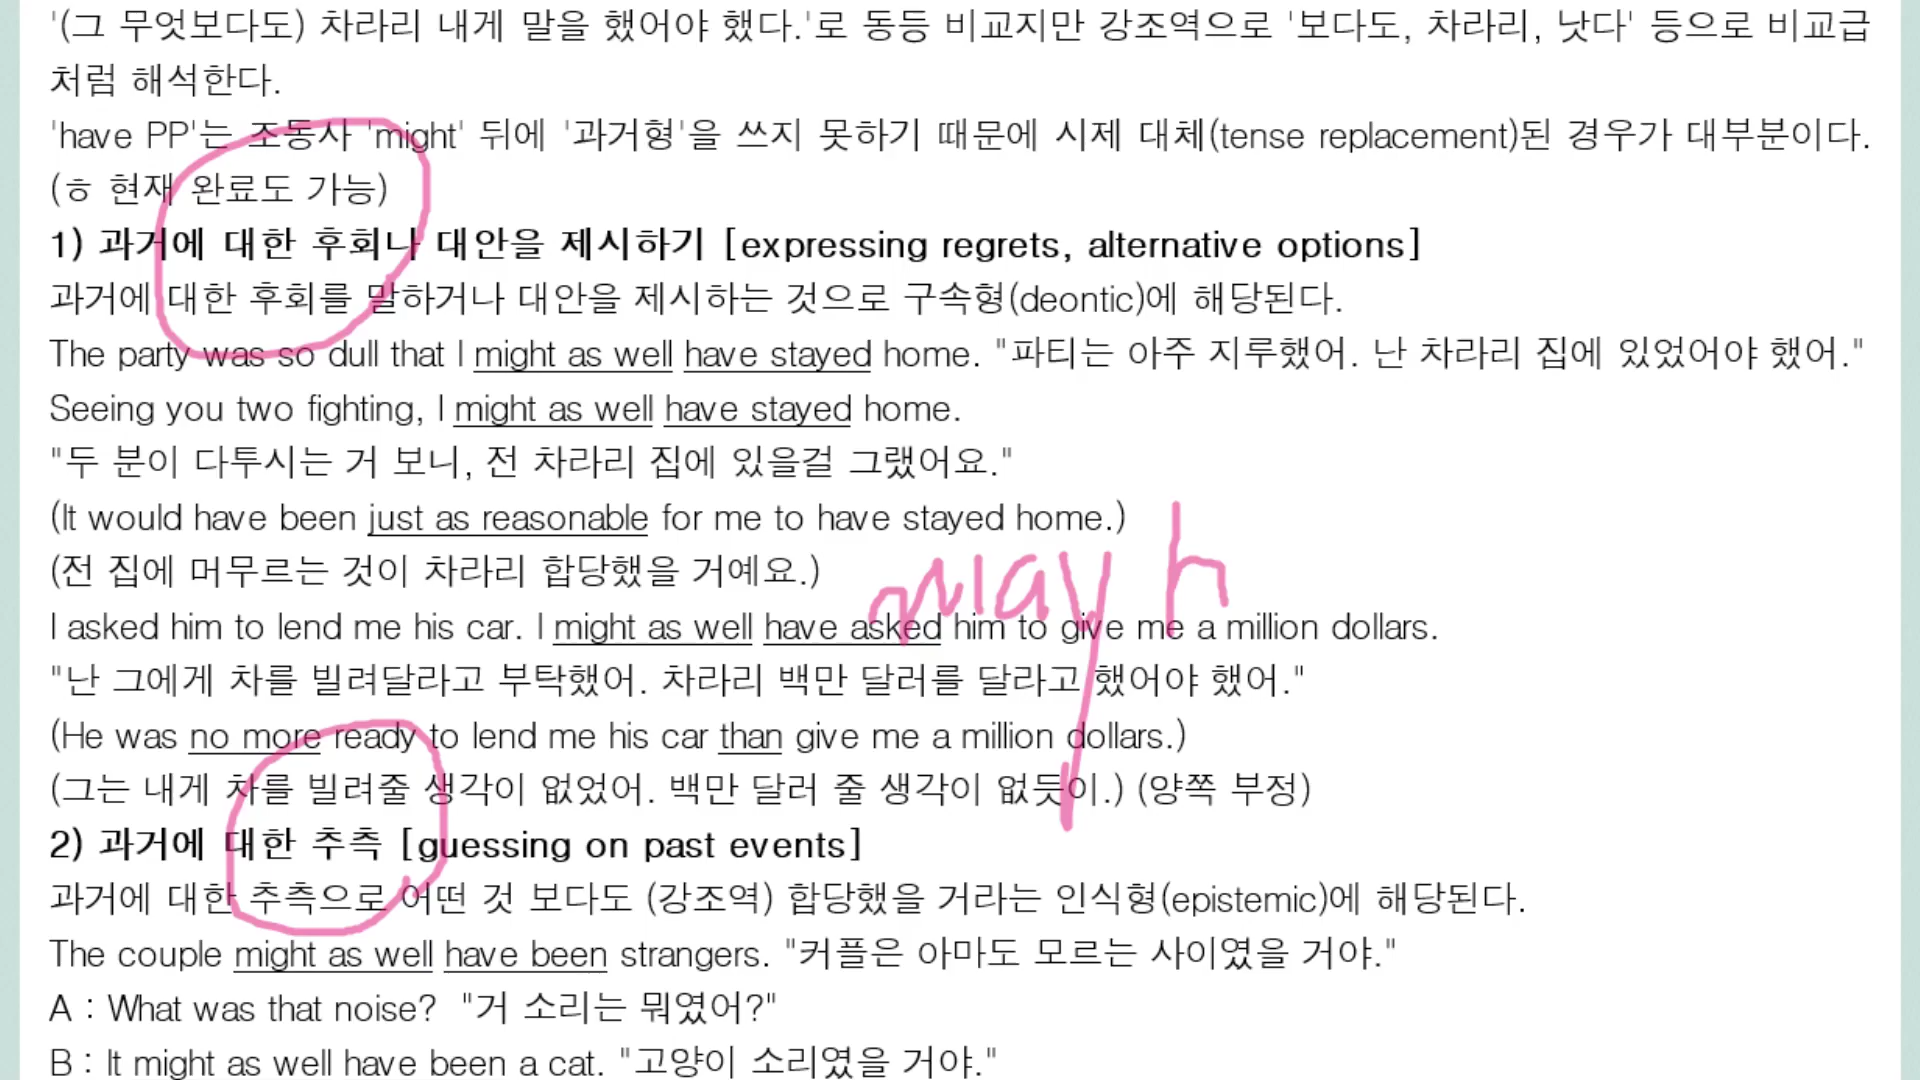 '(그 무엇보다도) 차라리 내게 말을 했어야 했다.'로 동등 비교지만 강조역으로 '보다도, 차라리, 낫다' 등으로 비교급
처럼 해석한다.
'have PP'는 조동사 'might' 뒤에 '과거형'을 쓰지 못하기 때문에 시제 대체(tense replacement)된 경우가 대부분이다.
(ㅎ 현재 완료도 가능)
1) 과거에 대한 후회나 대안을 제시하기 [expressing regrets, alternative options]
과거에 대한 후회를 말하거나 대안을 제시하는 것으로 구속형(deontic)에 해당된다.
The party was so dull that I might as well have stayed home. "파티는 아주 지루했어. 난 차라리 집에 있었어야 했어."
Seeing you two fighting, I might as well have stayed home.
"두 분이 다투시는 거 보니, 전 차라리 집에 있을걸 그랬어요."
(It would have been just as reasonable for me to have stayed home.)
(전 집에 머무르는 것이 차라리 합당했을 거예요.)
may h
I asked him to lend me his car. I might as well have asked him to give me a million dollars.
"난 그에게 차를 빌려달라고 부탁했어. 차라리 백만 달러를 달라고 했어야 했어."
(He was no more ready to lend me his car than give me a million dollars.)
(그는 내게 차를 빌려줄 생각이 없었어. 백만 달러 줄 생각이 없듯이.) (양쪽 부정)
2) 과거에 대한 추측 [guessing on past events]
과거에 대한 추측으로 어떤 것 보다도 (강조역) 합당했을 거라는 인식형(epistemic)에 해당된다.
The couple might as well have been strangers. "커플은 아마도 모르는 사이였을 거야."
A : What was that noise? "거 소리는 뭐였어?"
B : It might as well have been a cat. "고양이 소리였을 거야."